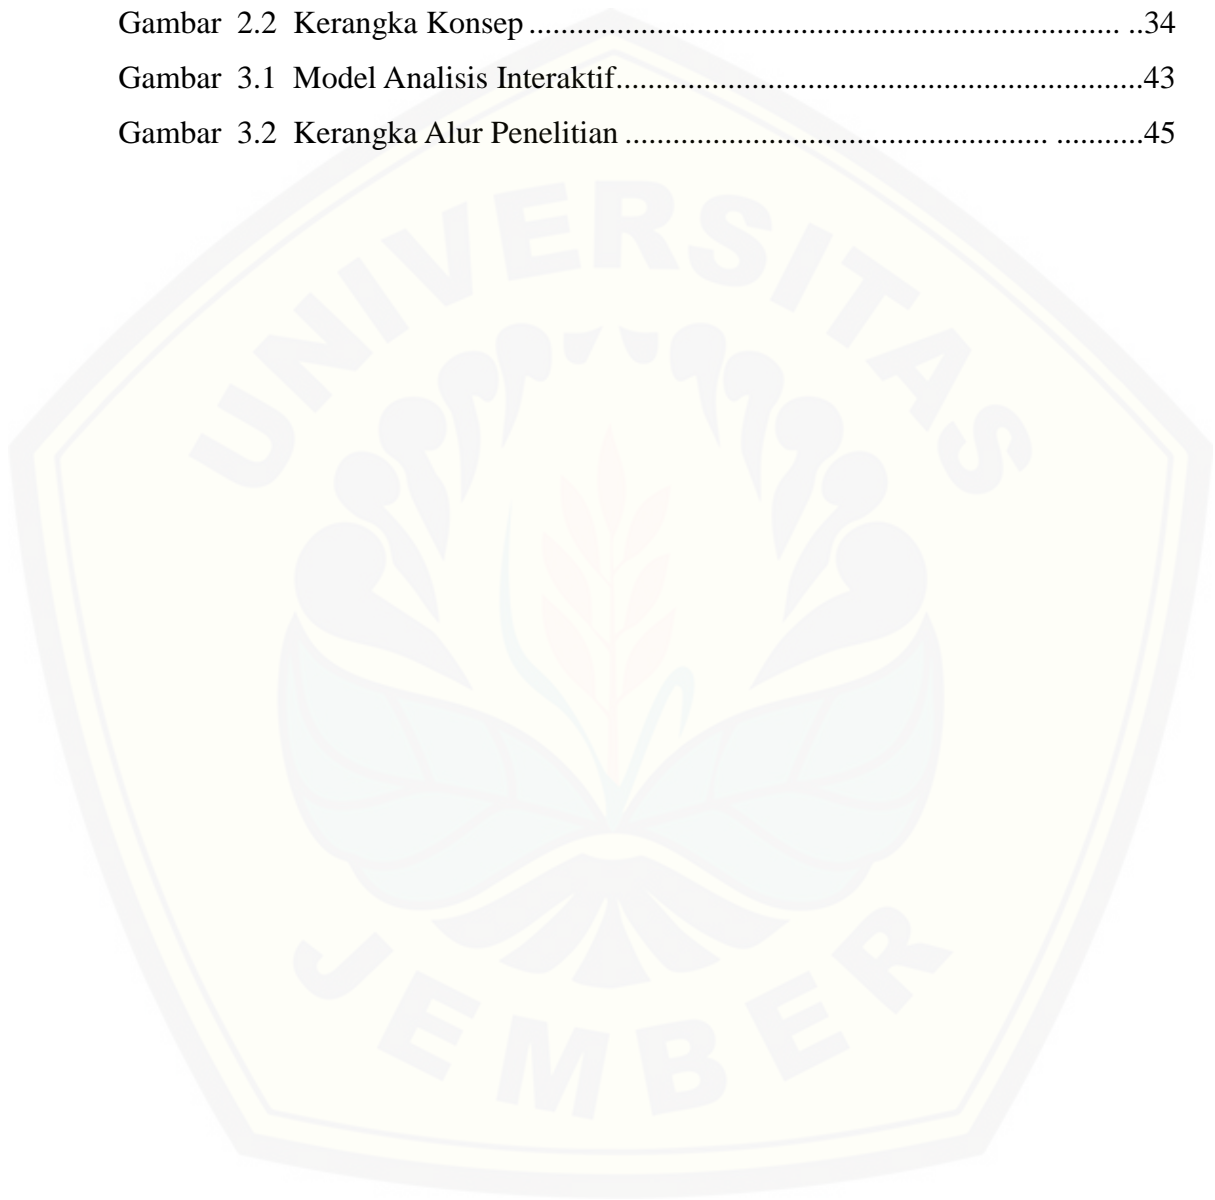 Gambar 2.2 Kerangka Konsep ......................................................................... ..34
Gambar 3.1 Model Analisis Interaktif.................................................................43
Gambar 3.2 Kerangka Alur Penelitian .................................................... ...........45
UNIVERSITAS
JEMBER